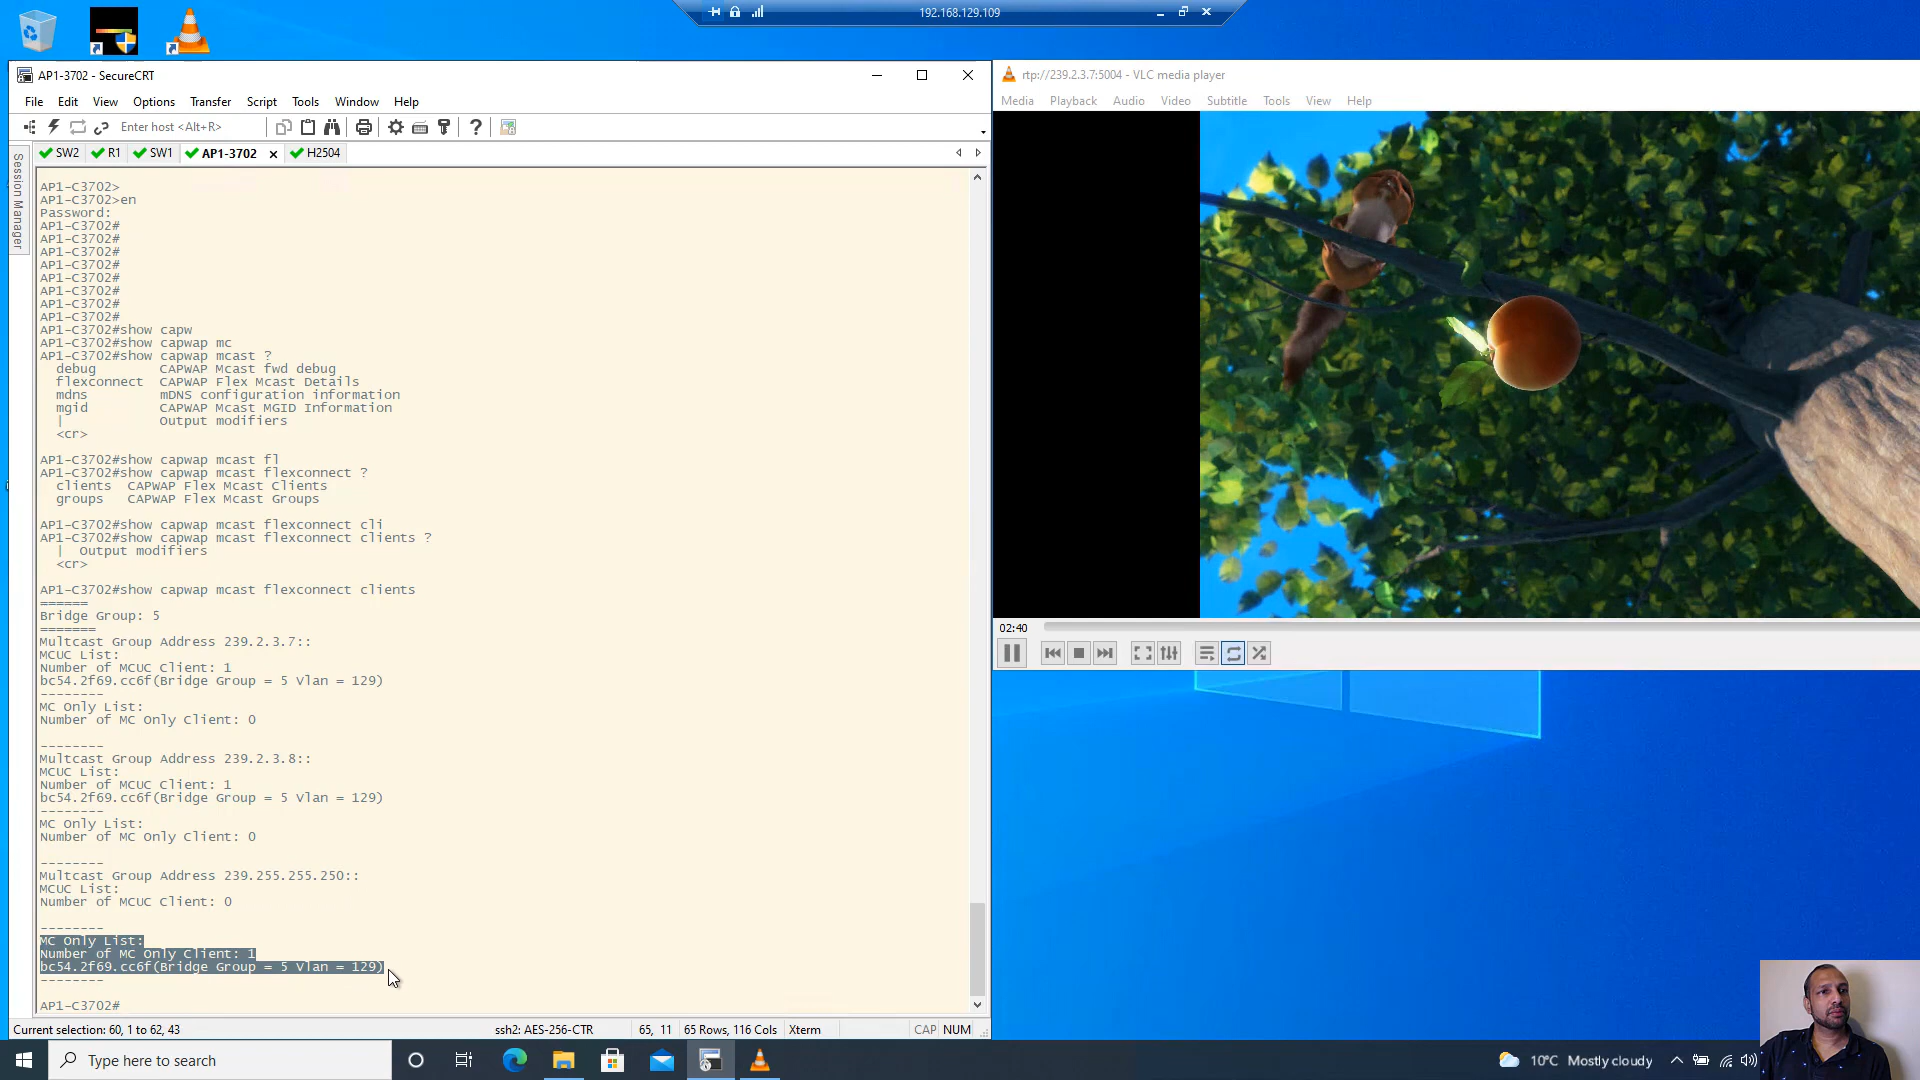 192.168.129.109
AP1-3702 - SecureCRT
File Edit View Options Transfer Script Tools Window Help
Enter host <Alt+R>
SW2 R1 SW1 AP1-3702 H2504
Session Manager
AP1-C3702>
AP1-C3702>en
Password:
AP1-C3702#
AP1-C3702#
AP1-C3702#
AP1-C3702#
AP1-C3702#
AP1-C3702#
AP1-C3702#
AP1-C3702#
AP1-C3702#show capw
AP1-C3702#show capwap mc
AP1-C3702#show capwap mcast ?
debug CAPWAP Mcast fwd debug
flexconnect CAPWAP Flex Mcast Details
mdns mDNS configuration information
mgid CAPWAP Mcast MGID Information
| Output modifiers
<cr>
AP1-C3702#show capwap mcast fl
AP1-C3702#show capwap mcast flexconnect ?
clients CAPWAP Flex Mcast Clients
groups CAPWAP Flex Mcast Groups
AP1-C3702#show capwap mcast flexconnect cli
AP1-C3702#show capwap mcast flexconnect clients ?
| Output modifiers
<cr>
AP1-C3702#show capwap mcast flexconnect clients
======
Bridge Group: 5
=======
Multcast Group Address 239.2.3.7::
MCUC List:
Number of MCUC Client: 1
bc54.2f69.cc6f(Bridge Group = 5 Vlan = 129)
--------
MC Only List:
Number of MC Only Client: 0
--------
Multcast Group Address 239.2.3.8::
MCUC List:
Number of MCUC Client: 1
bc54.2f69.cc6f(Bridge Group = 5 Vlan = 129)
--------
MC Only List:
Number of MC Only Client: 0
--------
Multcast Group Address 239.255.255.250::
MCUC List:
Number of MCUC Client: 0
--------
MC Only List:
Number of MC Only Client: 1
bc54.2f69.cc6f(Bridge Group = 5 Vlan = 129)
--------
AP1-C3702#
Current selection: 60, 1 to 62, 43 ssh2: AES-256-CTR 65, 11 65 Rows, 116 Cols Xterm CAP NUM
rtp://239.2.3.7:5004 - VLC media player
Media Playback Audio Video Subtitle Tools View Help
02:40
Type here to search
10°C Mostly cloudy